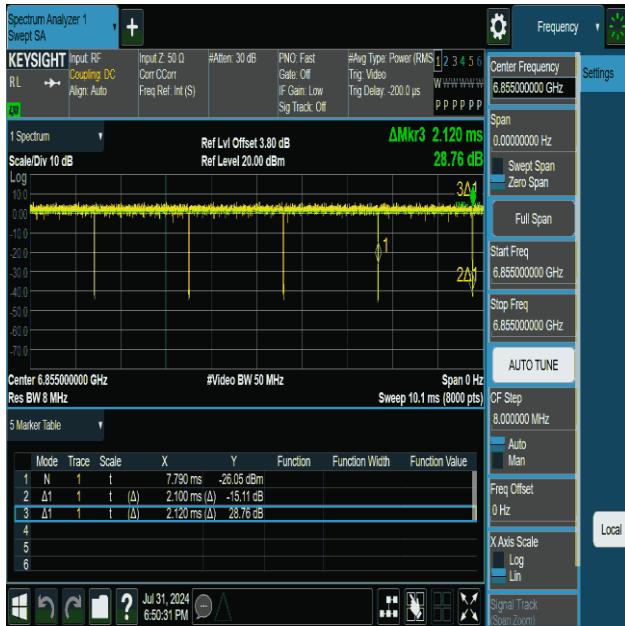 Spectrum Analyzer 1
Swept SA
+
Frequency
KEYSIGHT
RL
LXI
Input: RF
Coupling: DC
Align: Auto
Input Z: 50 Ω
Corr CCorr
Freq Ref: Int (S)
#Atten: 30 dB
PNO: Fast
Gate: Off
IF Gain: Low
Sig Track: Off
#Avg Type: Power (RMS
Trig: Video
Trig Delay: -200.0 µs
1 2 3 4 5 6
W W W W W W
P P P P P P
Center Frequency
6.855000000 GHz
Settings
Span
0.00000000 Hz
Swept Span
Zero Span
Full Span
Start Freq
6.855000000 GHz
Stop Freq
6.855000000 GHz
AUTO TUNE
CF Step
8.000000 MHz
Auto
Man
Freq Offset
0 Hz
X Axis Scale
Log
Lin
Signal Track
(Span Zoom)
Local
1 Spectrum
Scale/Div 10 dB
Ref Lvl Offset 3.80 dB
Ref Level 20.00 dBm
ΔMkr3 2.120 ms
28.76 dB
Log
10.0
0.00
-10.0
-20.0
-30.0
-40.0
-50.0
-60.0
-70.0
3Δ1
1
2Δ1
Center 6.855000000 GHz
Res BW 8 MHz
#Video BW 50 MHz
Span 0 Hz
Sweep 10.1 ms (8000 pts)
5 Marker Table
Mode Trace Scale X Y Function Function Width Function Value
1 N 1 t 7.790 ms -26.05 dBm
2 Δ1 1 t (Δ) 2.100 ms (Δ) -15.11 dB
3 Δ1 1 t (Δ) 2.120 ms (Δ) 28.76 dB
4
5
6
?
Jul 31, 2024
6:50:31 PM